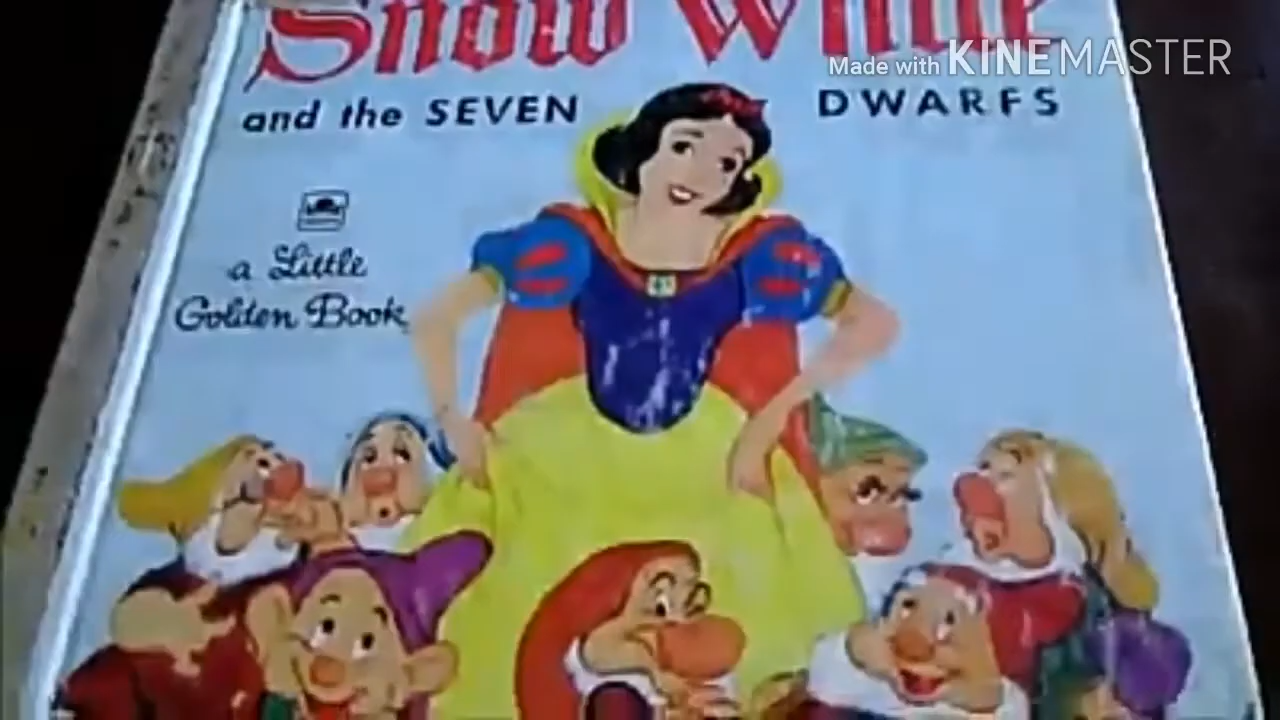 Snow White
Made with KINEMASTER
and the SEVEN DWARFS
a Little
Golden Book